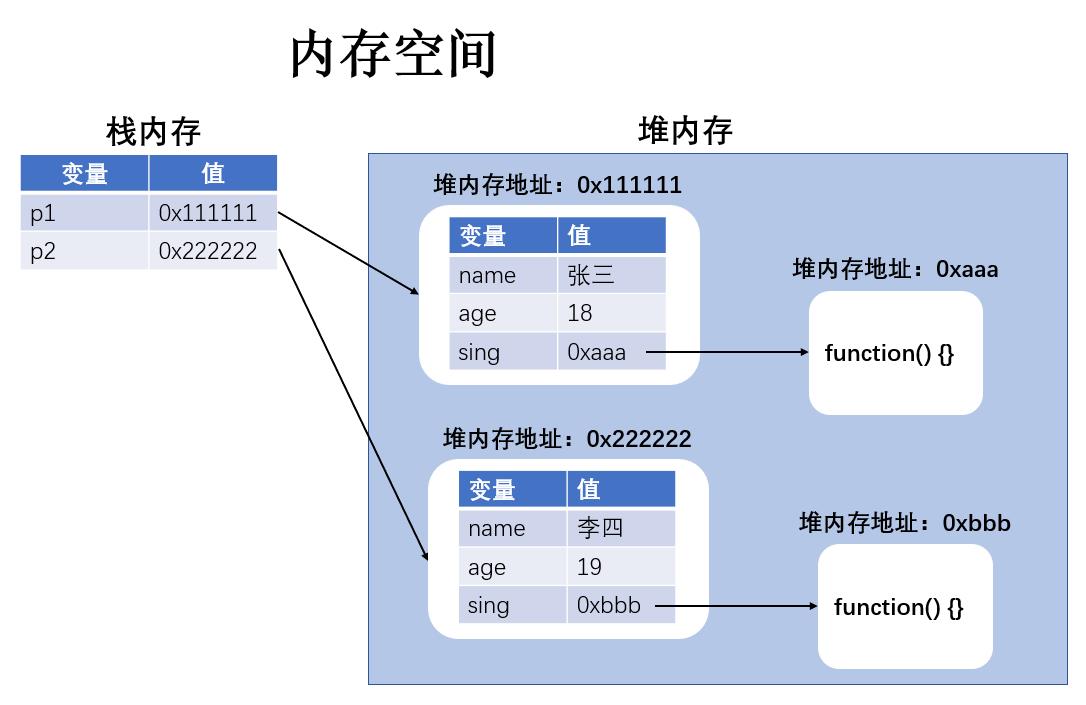 内存空间
栈内存
变量 值
p1 0x111111
p2 0x222222
堆内存
堆内存地址：0x111111
变量 值
name 张三
age 18
sing 0xaaa
堆内存地址：0xaaa
function() {}
堆内存地址：0x222222
变量 值
name 李四
age 19
sing 0xbbb
堆内存地址：0xbbb
function() {}